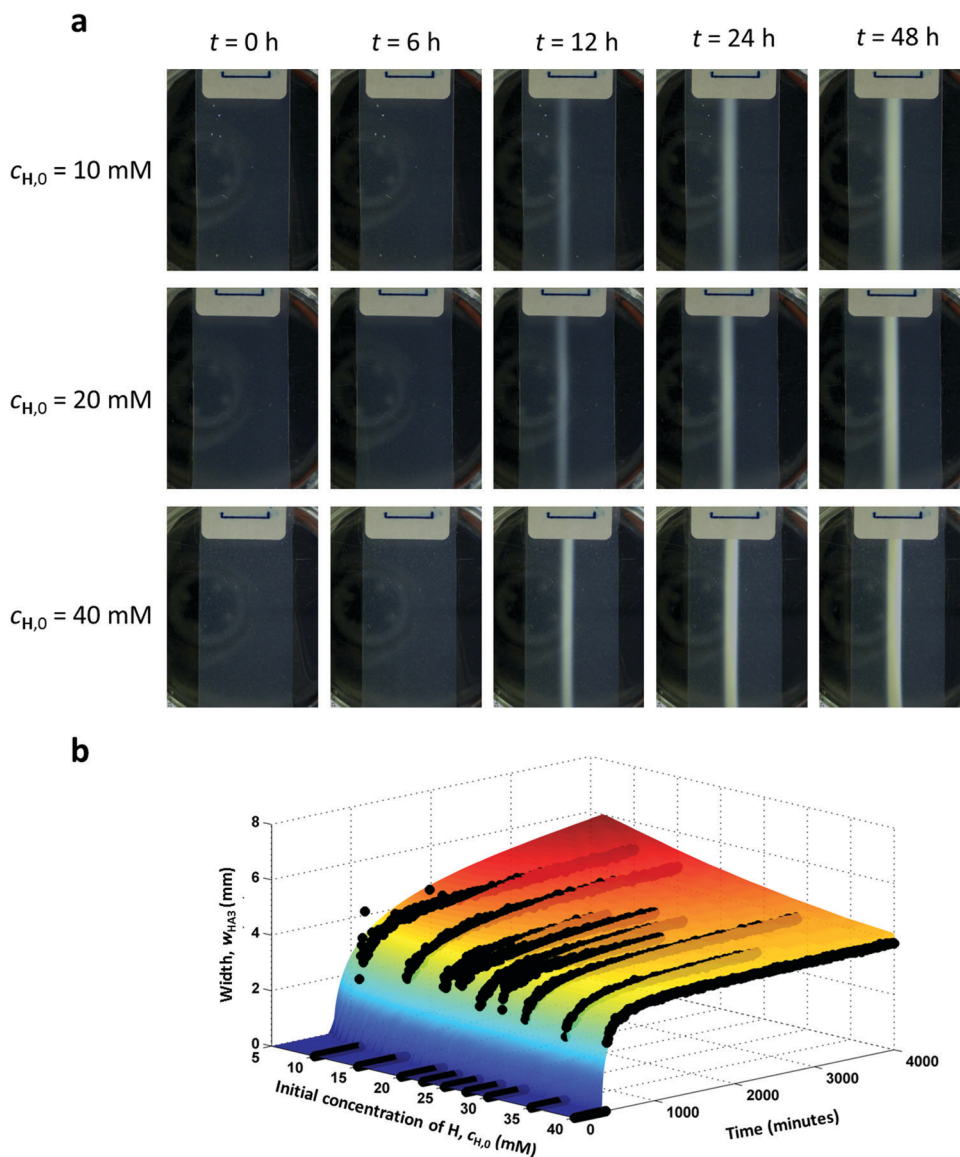 a
t = 0 h t = 6 h t = 12 h t = 24 h t = 48 h
cH,0 = 10 mM
cH,0 = 20 mM
cH,0 = 40 mM
b
Width, wHA3 (mm)
8
6
4
2
0
5
10
15
20
25
30
35
40
Initial concentration of H, cH,0 (mM)
0
1000
2000
3000
4000
Time (minutes)